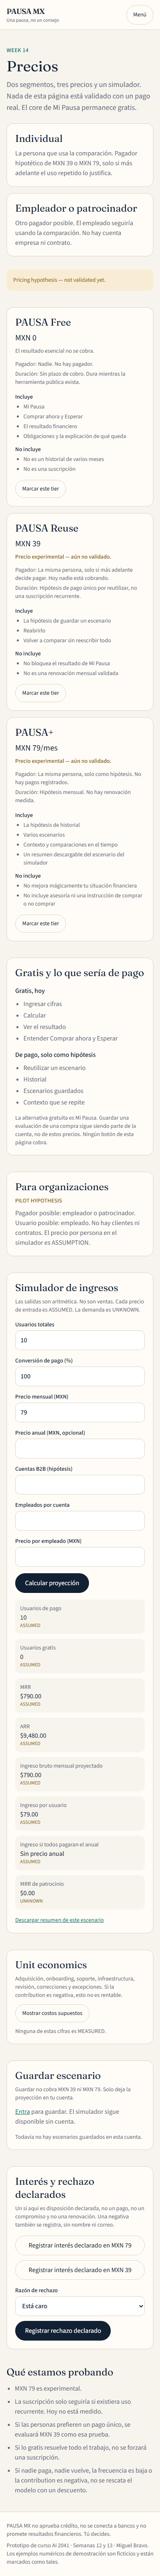 PAUSA MX
Una pausa, no un consejo
Menú
WEEK 14
Precios
Dos segmentos, tres precios y un simulador.
Nada de esta página está validado con un pago
real. El core de Mi Pausa permanece gratis.
Individual
La persona que usa la comparación. Pagador
hipotético de MXN 39 o MXN 79, solo si más
adelante el uso repetido lo justifica.
Empleador o patrocinador
Otro pagador posible. El empleado seguiría
usando la comparación. No hay cuenta
empresa ni contrato.
Pricing hypothesis — not validated yet.
PAUSA Free
MXN 0
El resultado esencial no se cobra.
Pagador: Nadie. No hay pagador.
Duración: Sin plazo de cobro. Dura mientras la
herramienta pública exista.
Incluye
Mi Pausa
Comprar ahora y Esperar
El resultado financiero
Obligaciones y la explicación de qué queda
No incluye
No es un historial de varios meses
No es una suscripción
Marcar este tier
PAUSA Reuse
MXN 39
Precio experimental — aún no validado.
Pagador: La misma persona, solo si más adelante
decide pagar. Hoy nadie está cobrando.
Duración: Hipótesis de pago único por reutilizar, no
una suscripción recurrente.
Incluye
La hipótesis de guardar un escenario
Reabrirlo
Volver a comparar sin reescribir todo
No incluye
No bloquea el resultado de Mi Pausa
No es una renovación mensual validada
Marcar este tier
PAUSA+
MXN 79/mes
Precio experimental — aún no validado.
Pagador: La misma persona, solo como hipótesis. No
hay pagos registrados.
Duración: Hipótesis mensual. No hay renovación
medida.
Incluye
La hipótesis de historial
Varios escenarios
Contexto y comparaciones en el tiempo
Un resumen descargable del escenario del
simulador
No incluye
No mejora mágicamente tu situación financiera
No incluye asesoría ni una instrucción de comprar
o no comprar
Marcar este tier
Gratis y lo que sería de pago
Gratis, hoy
Ingresar cifras
Calcular
Ver el resultado
Entender Comprar ahora y Esperar
De pago, solo como hipótesis
Reutilizar un escenario
Historial
Escenarios guardados
Contexto que se repite
La alternativa gratuita es Mi Pausa. Guardar una
evaluación de una compra sigue siendo parte de la
cuenta, no de estos precios. Ningún botón de esta
página cobra.
Para organizaciones
PILOT HYPOTHESIS
Pagador posible: empleador o patrocinador.
Usuario posible: empleado. No hay clientes ni
contratos. El precio por persona en el
simulador es ASSUMPTION.
Simulador de ingresos
Las salidas son aritmética. No son ventas. Cada precio
de entrada es ASSUMED. La demanda es UNKNOWN.
Usuarios totales
10
Conversión de pago (%)
100
Precio mensual (MXN)
79
Precio anual (MXN, opcional)
Cuentas B2B (hipótesis)
Empleados por cuenta
Precio por empleado (MXN)
Calcular proyección
Usuarios de pago
10
ASSUMED
Usuarios gratis
0
ASSUMED
MRR
$790.00
ASSUMED
ARR
$9,480.00
ASSUMED
Ingreso bruto mensual proyectado
$790.00
ASSUMED
Ingreso por usuario
$79.00
ASSUMED
Ingreso si todos pagaran el anual
Sin precio anual
ASSUMED
MRR de patrocinio
$0.00
UNKNOWN
Descargar resumen de este escenario
Unit economics
Adquisición, onboarding, soporte, infraestructura,
revisión, correcciones y excepciones. Si la
contribution es negativa, esto no es rentable.
Mostrar costos supuestos
Ninguna de estas cifras es MEASURED.
Guardar escenario
Guardar no cobra MXN 39 ni MXN 79. Solo deja la
proyección en tu cuenta.
Entra para guardar. El simulador sigue
disponible sin cuenta.
Todavía no hay escenarios guardados en esta cuenta.
Interés y rechazo
declarados
Un sí aquí es disposición declarada, no un pago, no un
compromiso y no una renovación. Una negativa
también se registra, sin nombre ni correo.
Registrar interés declarado en MXN 79
Registrar interés declarado en MXN 39
Razón de rechazo
Está caro
Registrar rechazo declarado
Qué estamos probando
MXN 79 es experimental.
La suscripción solo seguiría si existiera uso
recurrente. Hoy no está medido.
Si las personas prefieren un pago único, se
evaluará MXN 39 como esa prueba.
Si lo gratis resuelve todo el trabajo, no se forzará
una suscripción.
Si nadie paga, nadie vuelve, la frecuencia es baja o
la contribution es negativa, no se rescata el
modelo con un descuento.
PAUSA MX no aprueba crédito, no se conecta a bancos y no
promete resultados financieros. Tú decides.
Prototipo de curso AI 2041 · Semanas 12 y 13 · Miguel Bravo.
Los ejemplos numéricos de demostración son ficticios y están
marcados como tales.